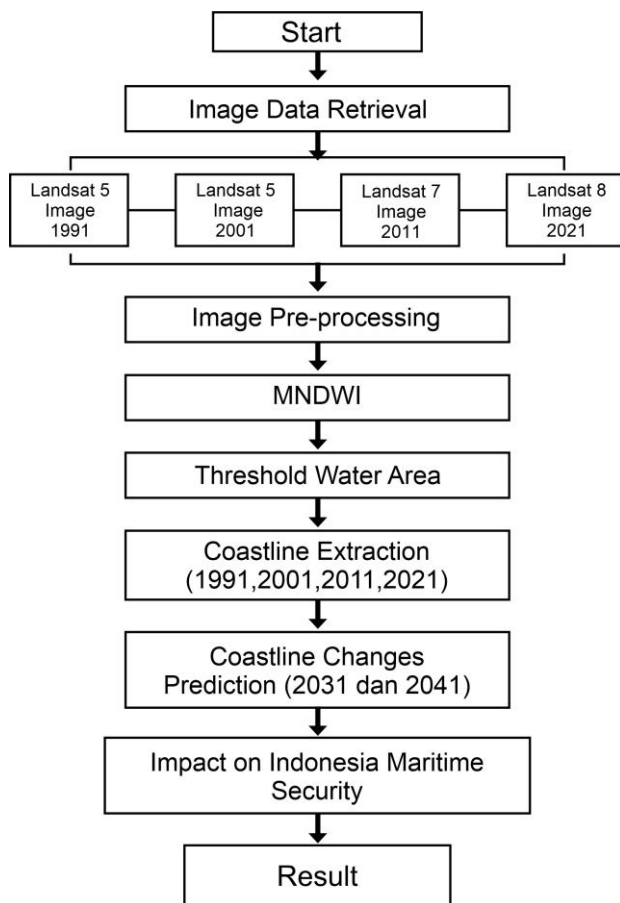 Start
Image Data Retrieval
Landsat 5
Image
1991
Landsat 5
Image
2001
Landsat 7
Image
2011
Landsat 8
Image
2021
Image Pre-processing
MNDWI
Threshold Water Area
Coastline Extraction
(1991,2001,2011,2021)
Coastline Changes
Prediction (2031 dan 2041)
Impact on Indonesia Maritime
Security
Result